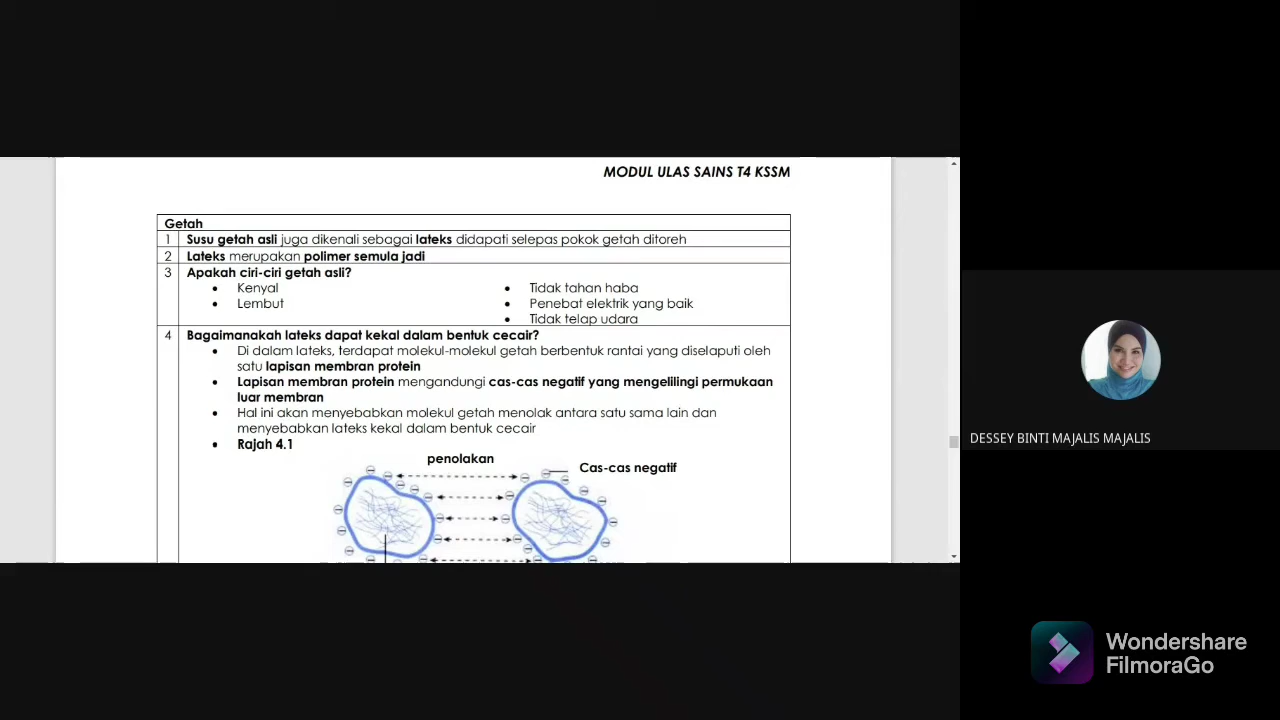 MODUL ULAS SAINS T4 KSSM
Getah
1 Susu getah asli juga dikenali sebagai lateks didapati selepas pokok getah ditoreh
2 Lateks merupakan polimer semula jadi
3 Apakah ciri-ciri getah asli?
• Kenyal
• Lembut
• Tidak tahan haba
• Penebat elektrik yang baik
• Tidak telap udara
4 Bagaimanakah lateks dapat kekal dalam bentuk cecair?
• Di dalam lateks, terdapat molekul-molekul getah berbentuk rantai yang diselaputi oleh
satu lapisan membran protein
• Lapisan membran protein mengandungi cas-cas negatif yang mengelilingi permukaan
luar membran
• Hal ini akan menyebabkan molekul getah menolak antara satu sama lain dan
menyebabkan lateks kekal dalam bentuk cecair
• Rajah 4.1
penolakan
Cas-cas negatif
DESSEY BINTI MAJALIS MAJALIS
Wondershare
FilmoraGo